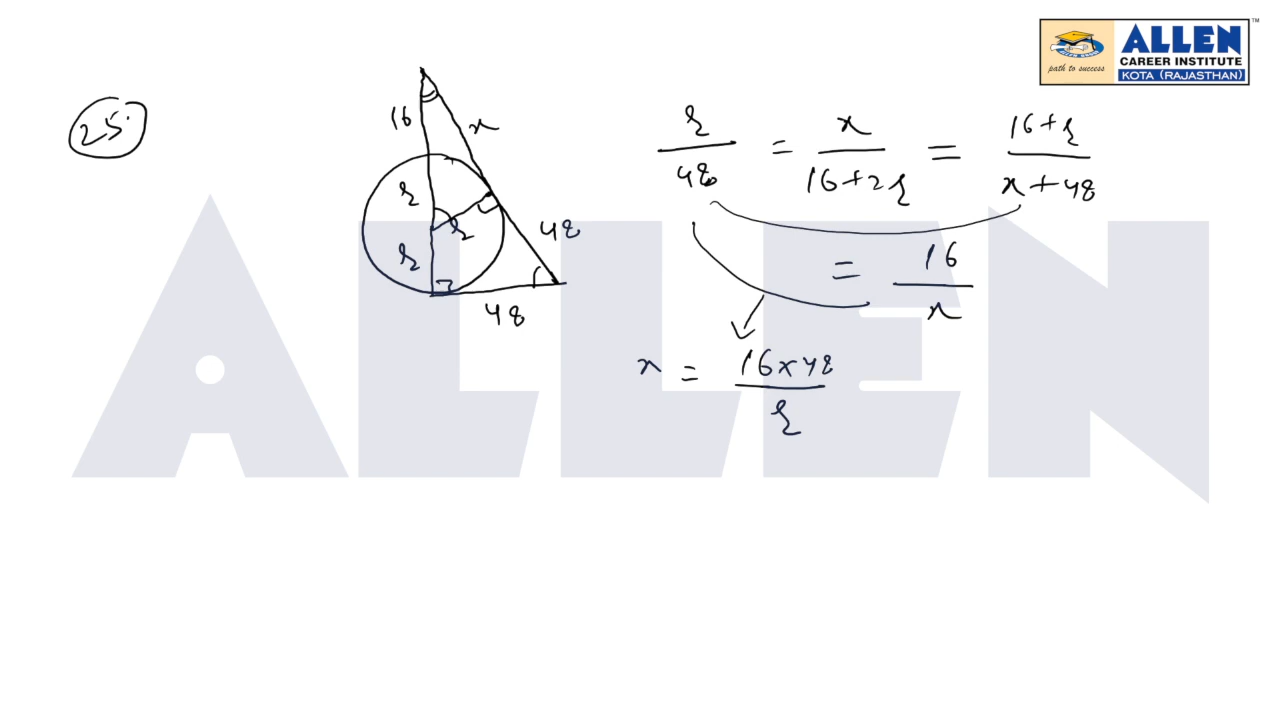 ALLEN
CAREER INSTITUTE
KOTA (RAJASTHAN)
path to success
TM
25.
16
x
r
r
r
48
48
r/48 = x/(16+2r) = (16+r)/(x+48)
= 16/x
x = (16×48)/r
ALLEN